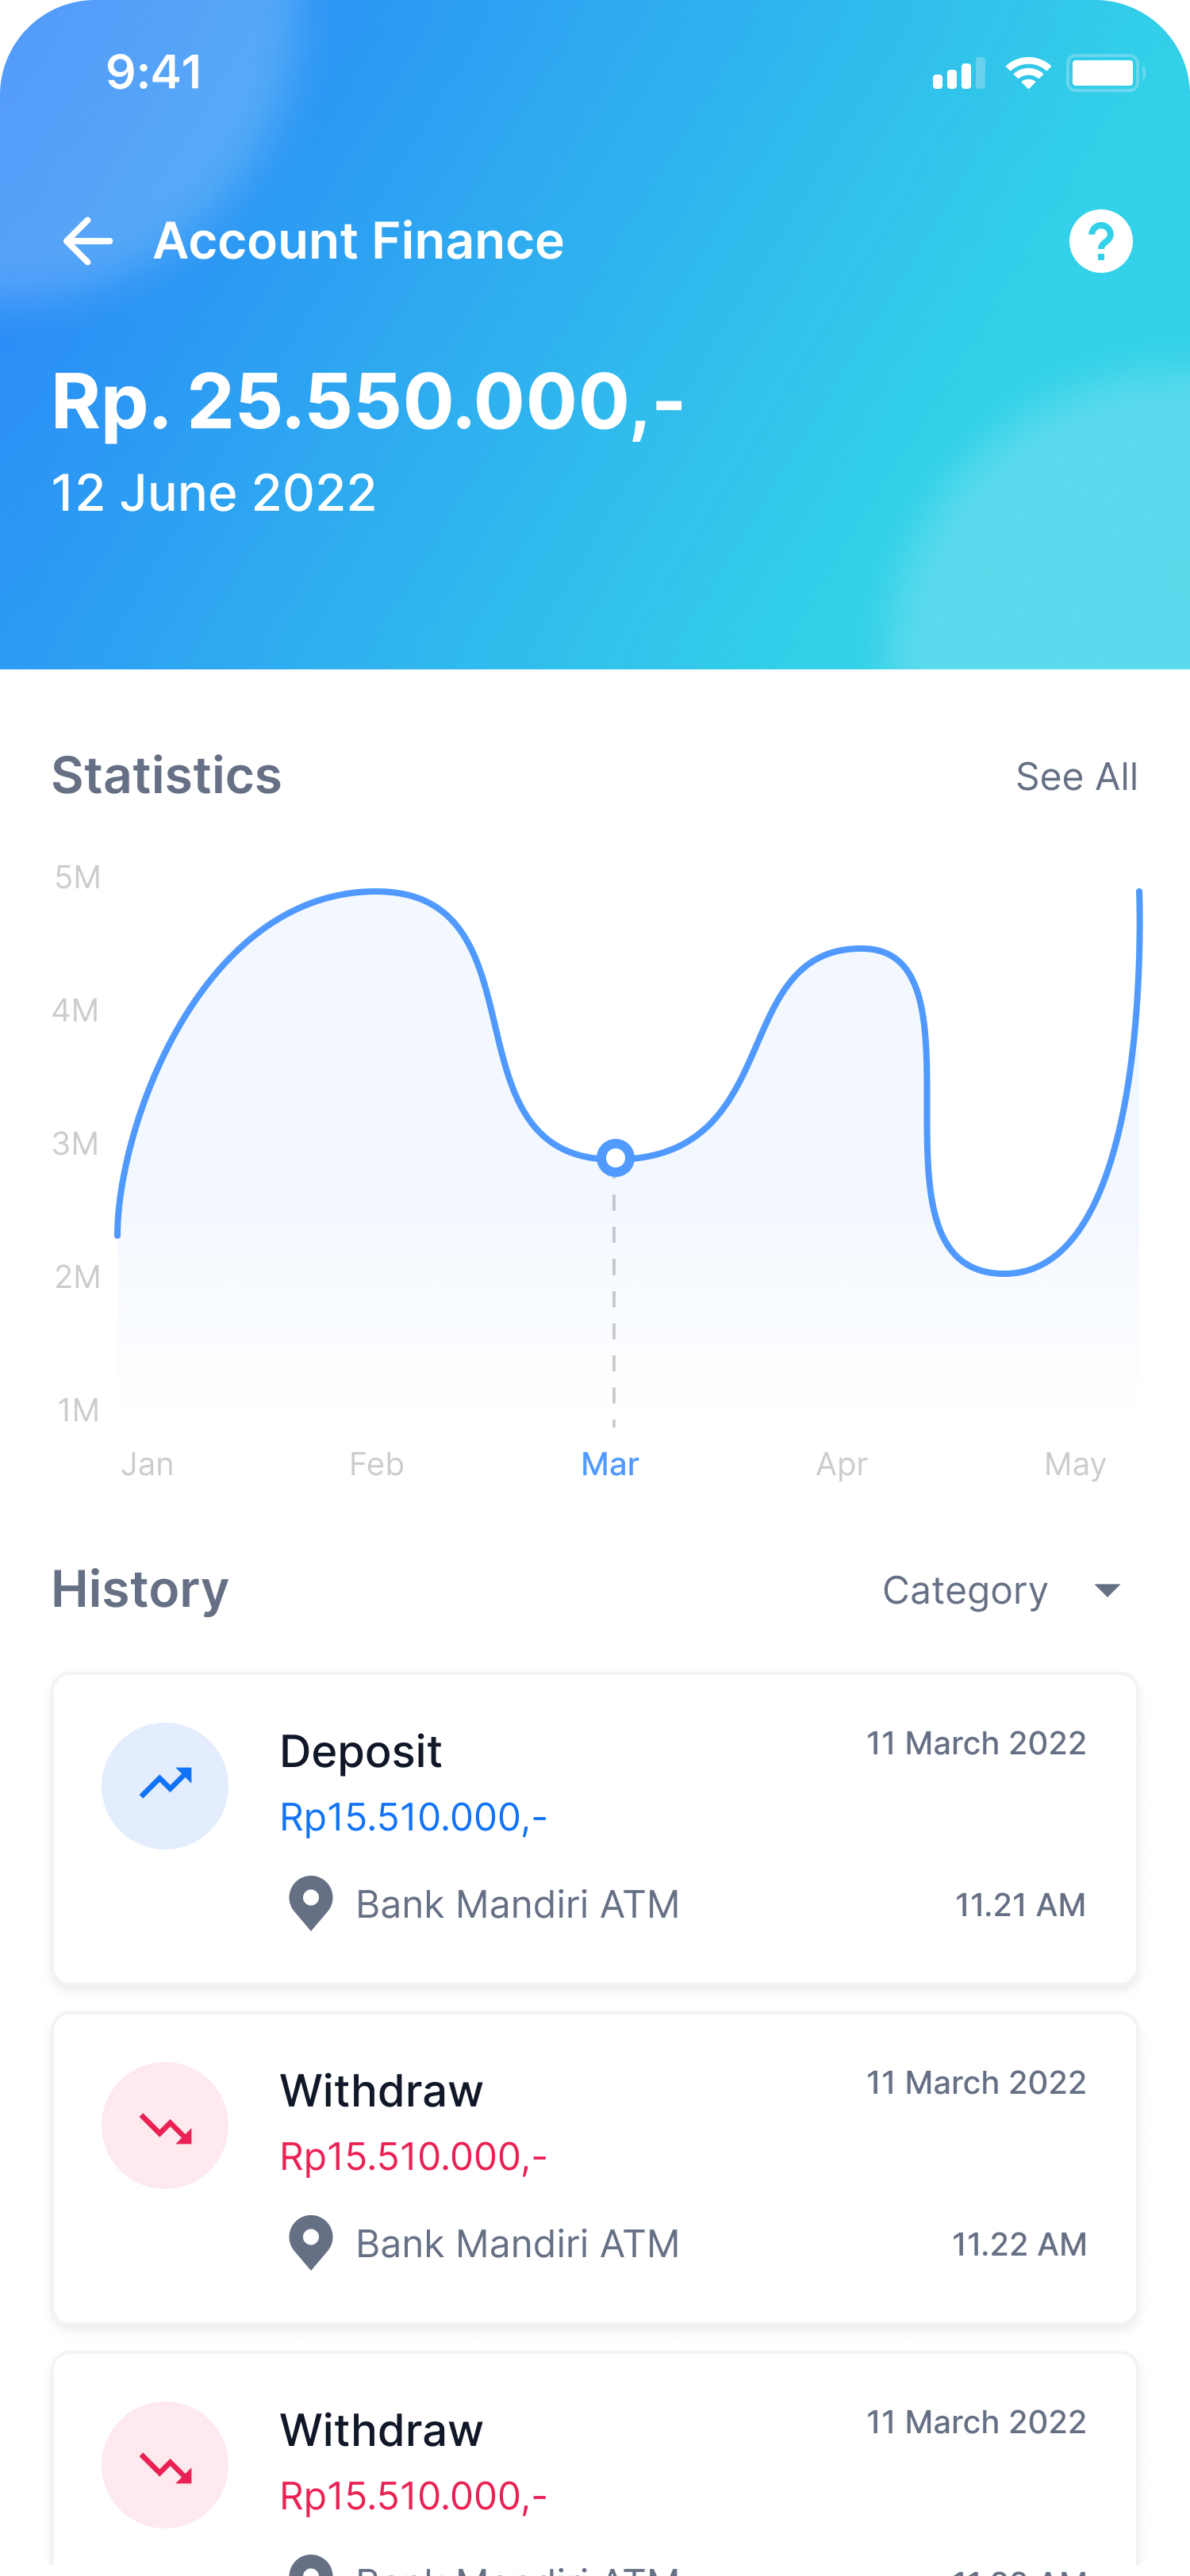 9:41
Account Finance
Rp. 25.550.000,-
12 June 2022
Statistics
See All
5M
4M
3M
2M
1M
Jan Feb Mar Apr May
History
Category
Deposit
11 March 2022
Rp15.510.000,-
Bank Mandiri ATM
11.21 AM
Withdraw
11 March 2022
Rp15.510.000,-
Bank Mandiri ATM
11.22 AM
Withdraw
11 March 2022
Rp15.510.000,-